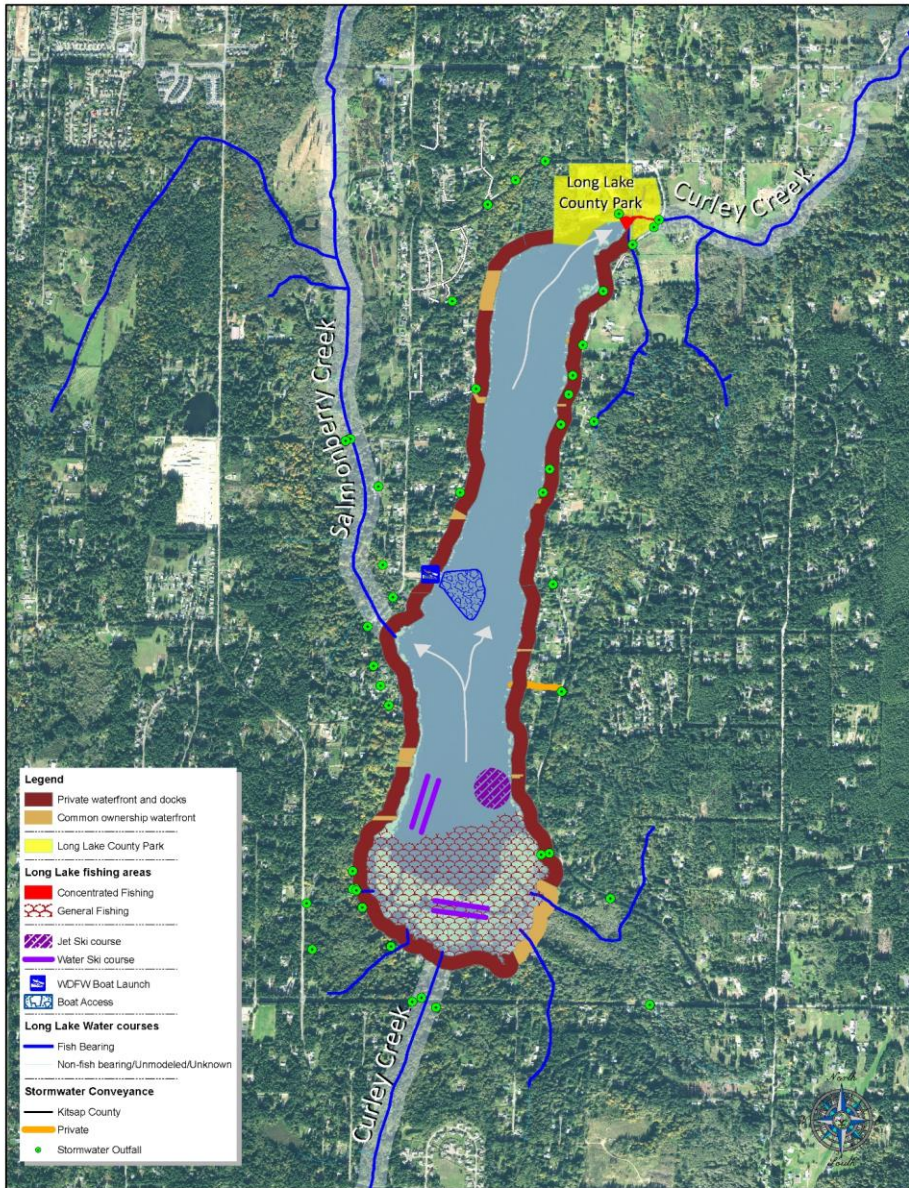 Long Lake
County Park
Curley Creek
Salmonberry Creek
Curley Creek
Legend
Private waterfront and docks
Common ownership waterfront
Long Lake County Park
Long Lake fishing areas
Concentrated Fishing
General Fishing
Jet Ski course
Water Ski course
WDFW Boat Launch
Boat Access
Long Lake Water courses
Fish Bearing
Non-fish bearing/Unmodeled/Unknown
Stormwater Conveyance
Kitsap County
Private
Stormwater Outfall
North
South